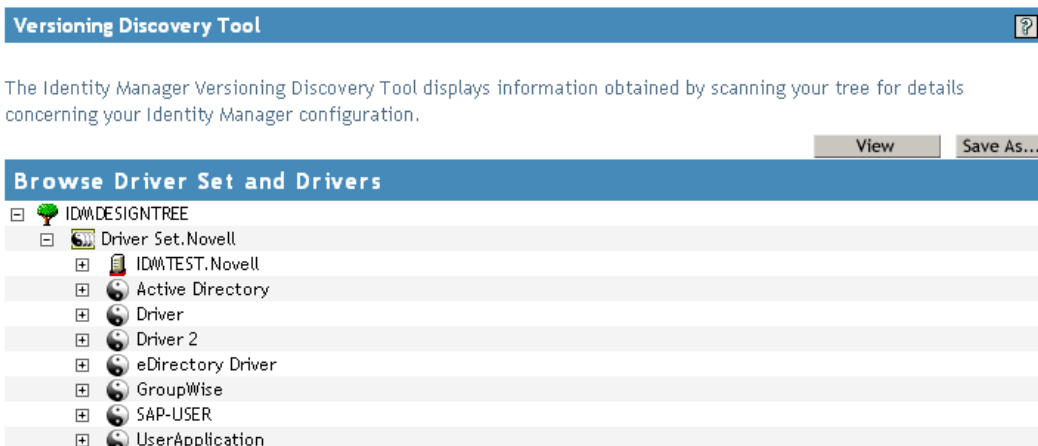 Versioning Discovery Tool
?
The Identity Manager Versioning Discovery Tool displays information obtained by scanning your tree for details
concerning your Identity Manager configuration.
View Save As...
Browse Driver Set and Drivers
IDMDESIGNTREE
Driver Set.Novell
IDMTEST.Novell
Active Directory
Driver
Driver 2
eDirectory Driver
GroupWise
SAP-USER
UserApplication